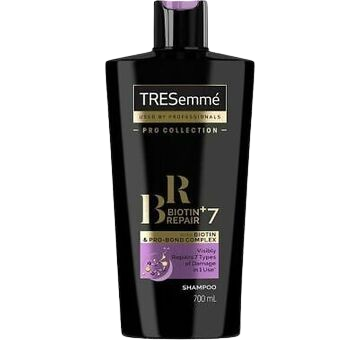 TRESemmé
USED BY PROFESSIONALS
PRO COLLECTION
BR
BIOTIN+7
REPAIR
WITH BIOTIN
& PRO-BOND COMPLEX
Visibly
Repairs 7 Types
of Damage
in 1 Use*
SHAMPOO
700 mL